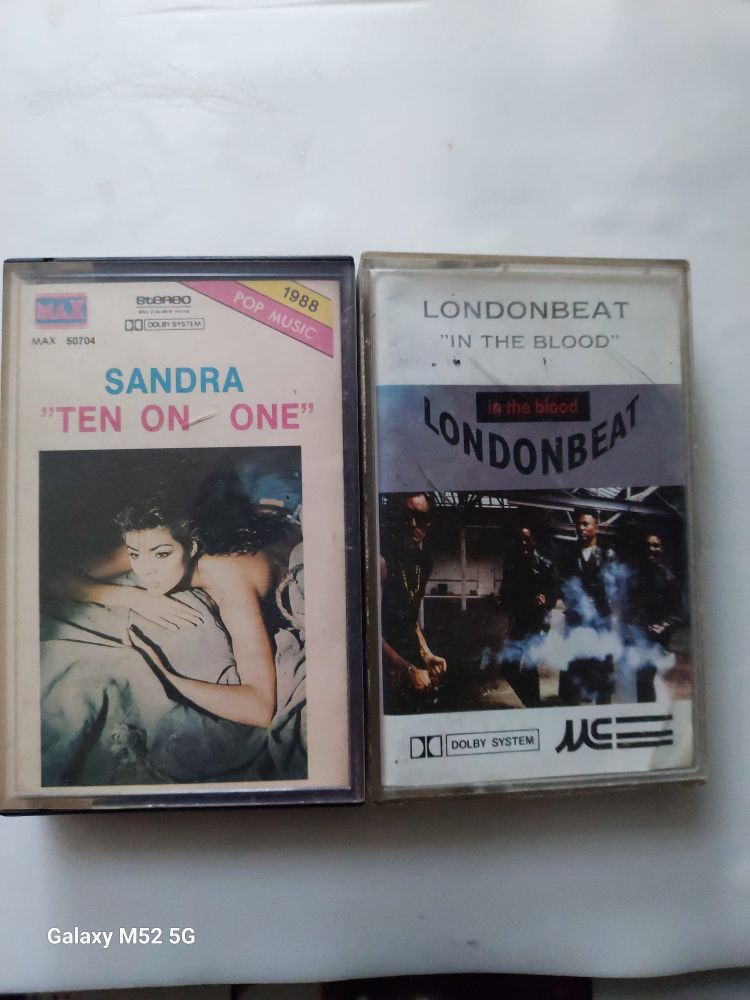 MAX
stereo
DOLBY SYSTEM
1988
POP MUSIC
MAX 50704
SANDRA
"TEN ON ONE"
LONDONBEAT
"IN THE BLOOD"
in the blood
LONDONBEAT
DOLBY SYSTEM
MC
Galaxy M52 5G